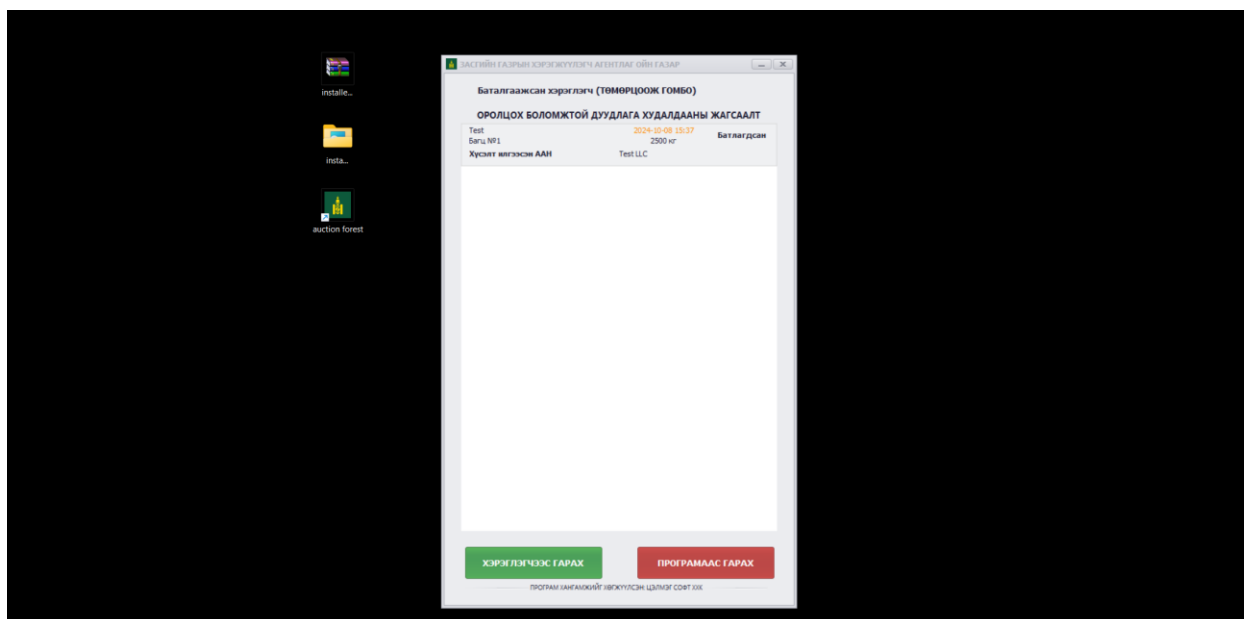 installe...
insta...
auction forest
ЗАСГИЙН ГАЗРЫН ХЭРЭГЖҮҮЛЭГЧ АГЕНТЛАГ ОЙН ГАЗАР
Баталгаажсан хэрэглэгч (ТӨМӨРЦООЖ ГОМБО)
ОРОЛЦОХ БОЛОМЖТОЙ ДУУДЛАГА ХУДАЛДААНЫ ЖАГСААЛТ
Test 2024-10-08 15:37 Батлагдсан
Багц №1 2500 кг
Хүсэлт илгээсэн ААН Test LLC
ХЭРЭГЛЭГЧЭЭС ГАРАХ ПРОГРАМААС ГАРАХ
ПРОГРАМ ХАНГАМЖИЙГ ХӨГЖҮҮЛСЭН ЦЭЛМЭГ СОФТ ХХК